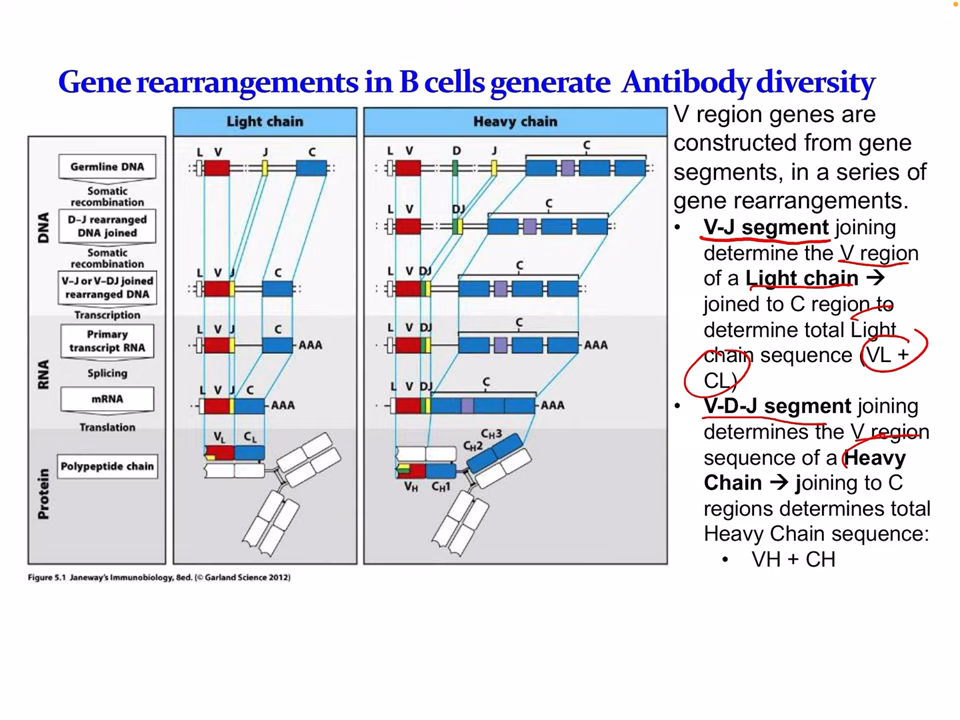 Gene rearrangements in B cells generate Antibody diversity
Light chain
Heavy chain
DNA
RNA
Protein
Germline DNA
Somatic
recombination
D–J rearranged
DNA joined
Somatic
recombination
V–J or V–DJ joined
rearranged DNA
Transcription
Primary
transcript RNA
Splicing
mRNA
Translation
Polypeptide chain
L V J C
L V J C
L V J C AAA
L V J C AAA
VL CL
L V D J C
L V DJ C
L V DJ C
L V DJ C AAA
L V DJ C AAA
VH CH1 CH2 CH3
Figure 5.1 Janeway's Immunobiology, 8ed. (© Garland Science 2012)
V region genes are
constructed from gene
segments, in a series of
gene rearrangements.
• V-J segment joining
determine the V region
of a Light chain →
joined to C region to
determine total Light
chain sequence (VL +
CL)
• V-D-J segment joining
determines the V region
sequence of a Heavy
Chain → joining to C
regions determines total
Heavy Chain sequence:
• VH + CH